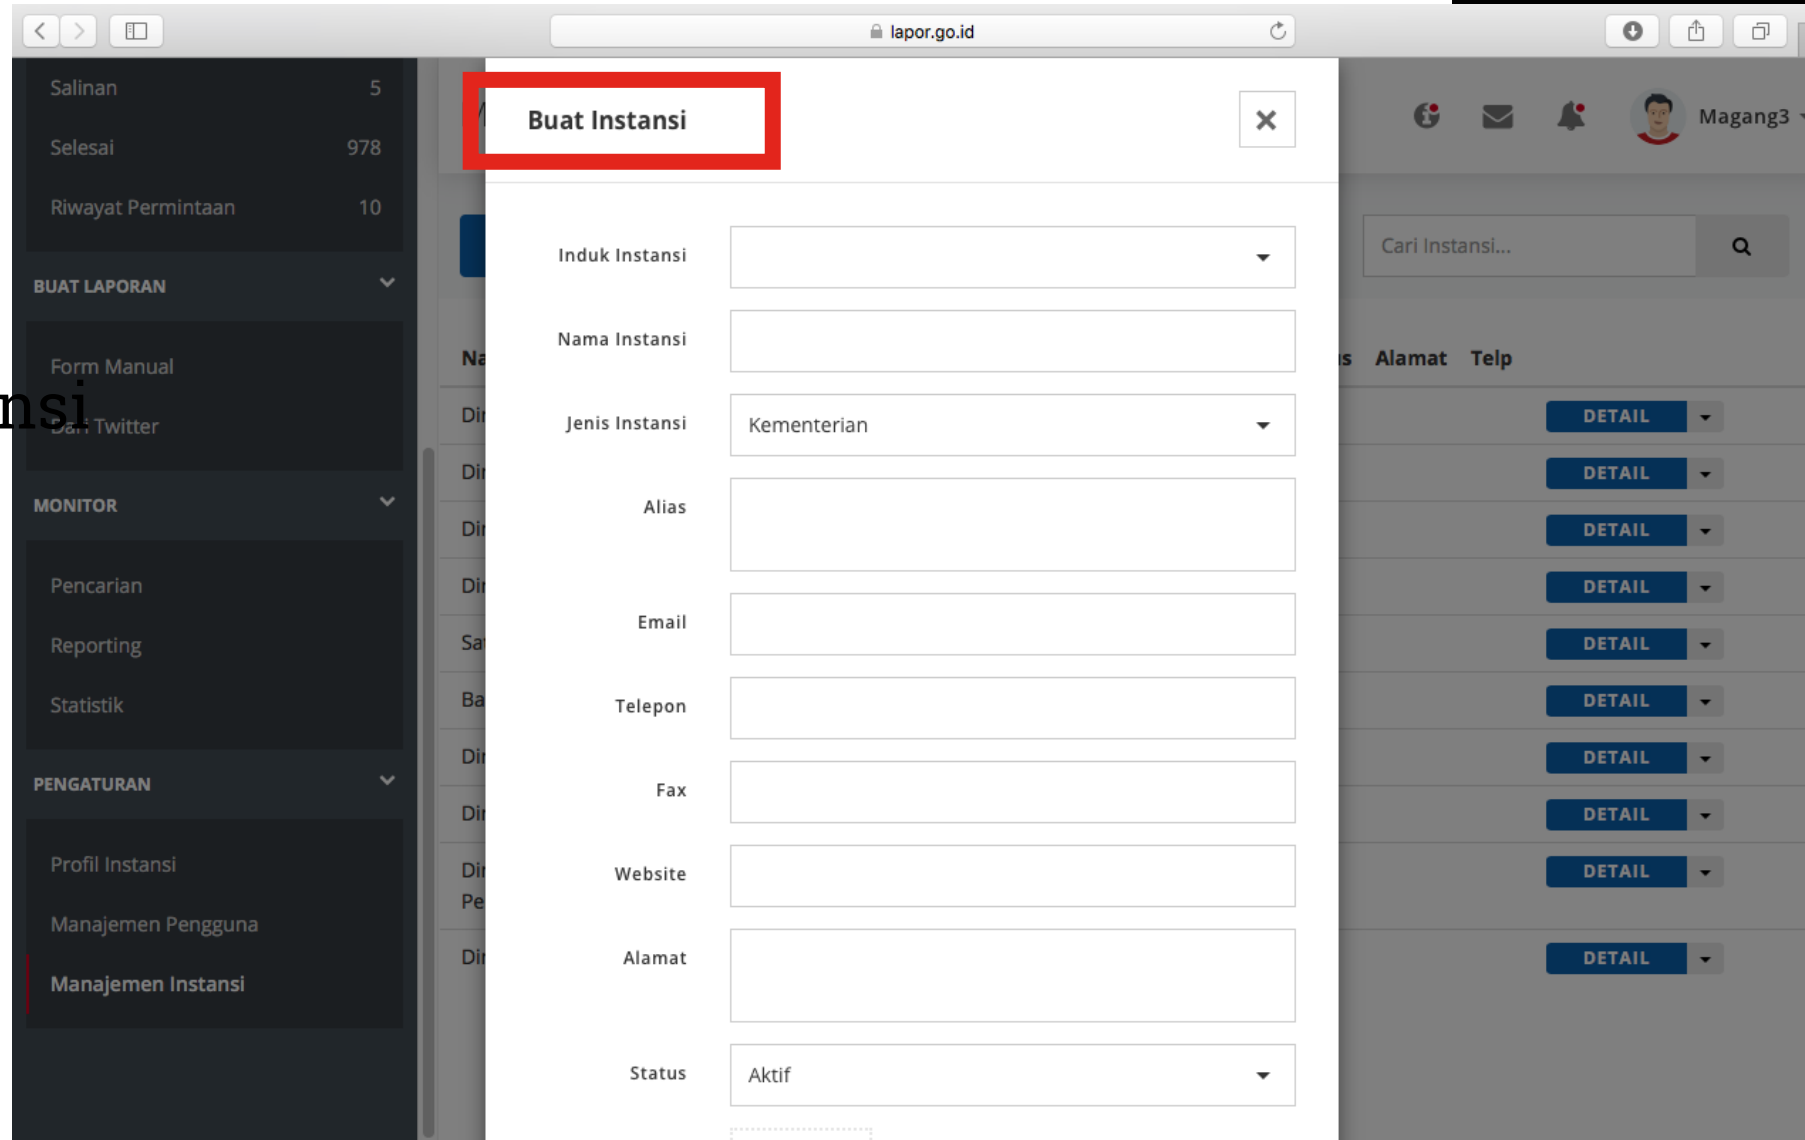 lapor.go.id
Salinan 5
Selesai 978
Riwayat Permintaan 10
BUAT LAPORAN
Form Manual
nsi
Dari Twitter
MONITOR
Pencarian
Reporting
Statistik
PENGATURAN
Profil Instansi
Manajemen Pengguna
Manajemen Instansi
Buat Instansi
Magang3
Induk Instansi
Nama Instansi
Jenis Instansi Kementerian
Alias
Email
Telepon
Fax
Website
Alamat
Status Aktif
Cari Instansi...
Alamat Telp
DETAIL
DETAIL
DETAIL
DETAIL
DETAIL
DETAIL
DETAIL
DETAIL
DETAIL
DETAIL